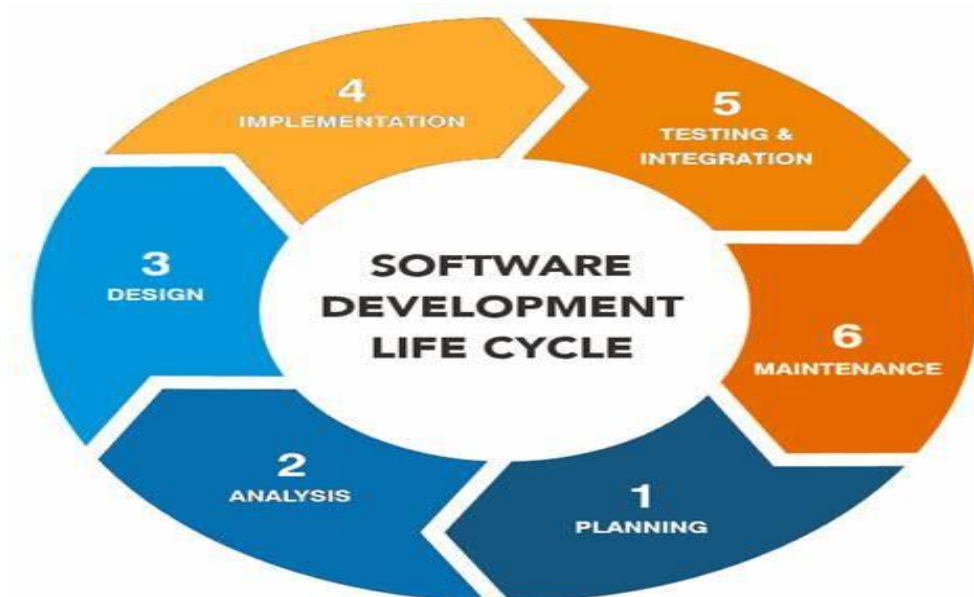 SOFTWARE
DEVELOPMENT
LIFE CYCLE
1
PLANNING
2
ANALYSIS
3
DESIGN
4
IMPLEMENTATION
5
TESTING &
INTEGRATION
6
MAINTENANCE